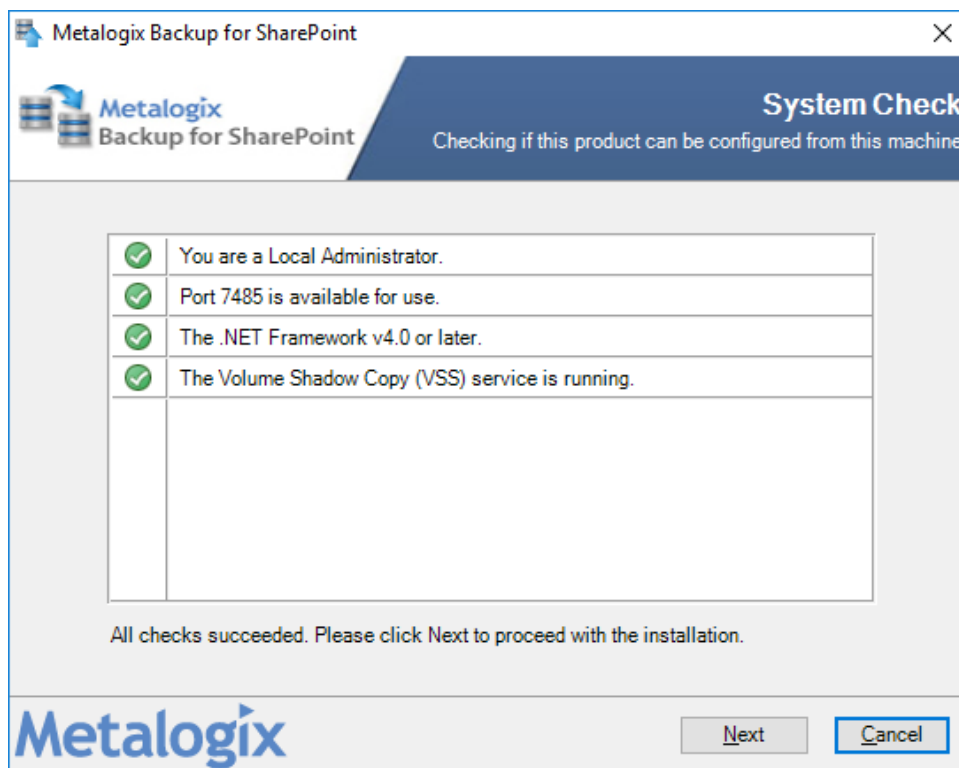 Metalogix Backup for SharePoint
Metalogix
Backup for SharePoint
System Check
Checking if this product can be configured from this machine
You are a Local Administrator.
Port 7485 is available for use.
The .NET Framework v4.0 or later.
The Volume Shadow Copy (VSS) service is running.
All checks succeeded. Please click Next to proceed with the installation.
Metalogix
Next
Cancel